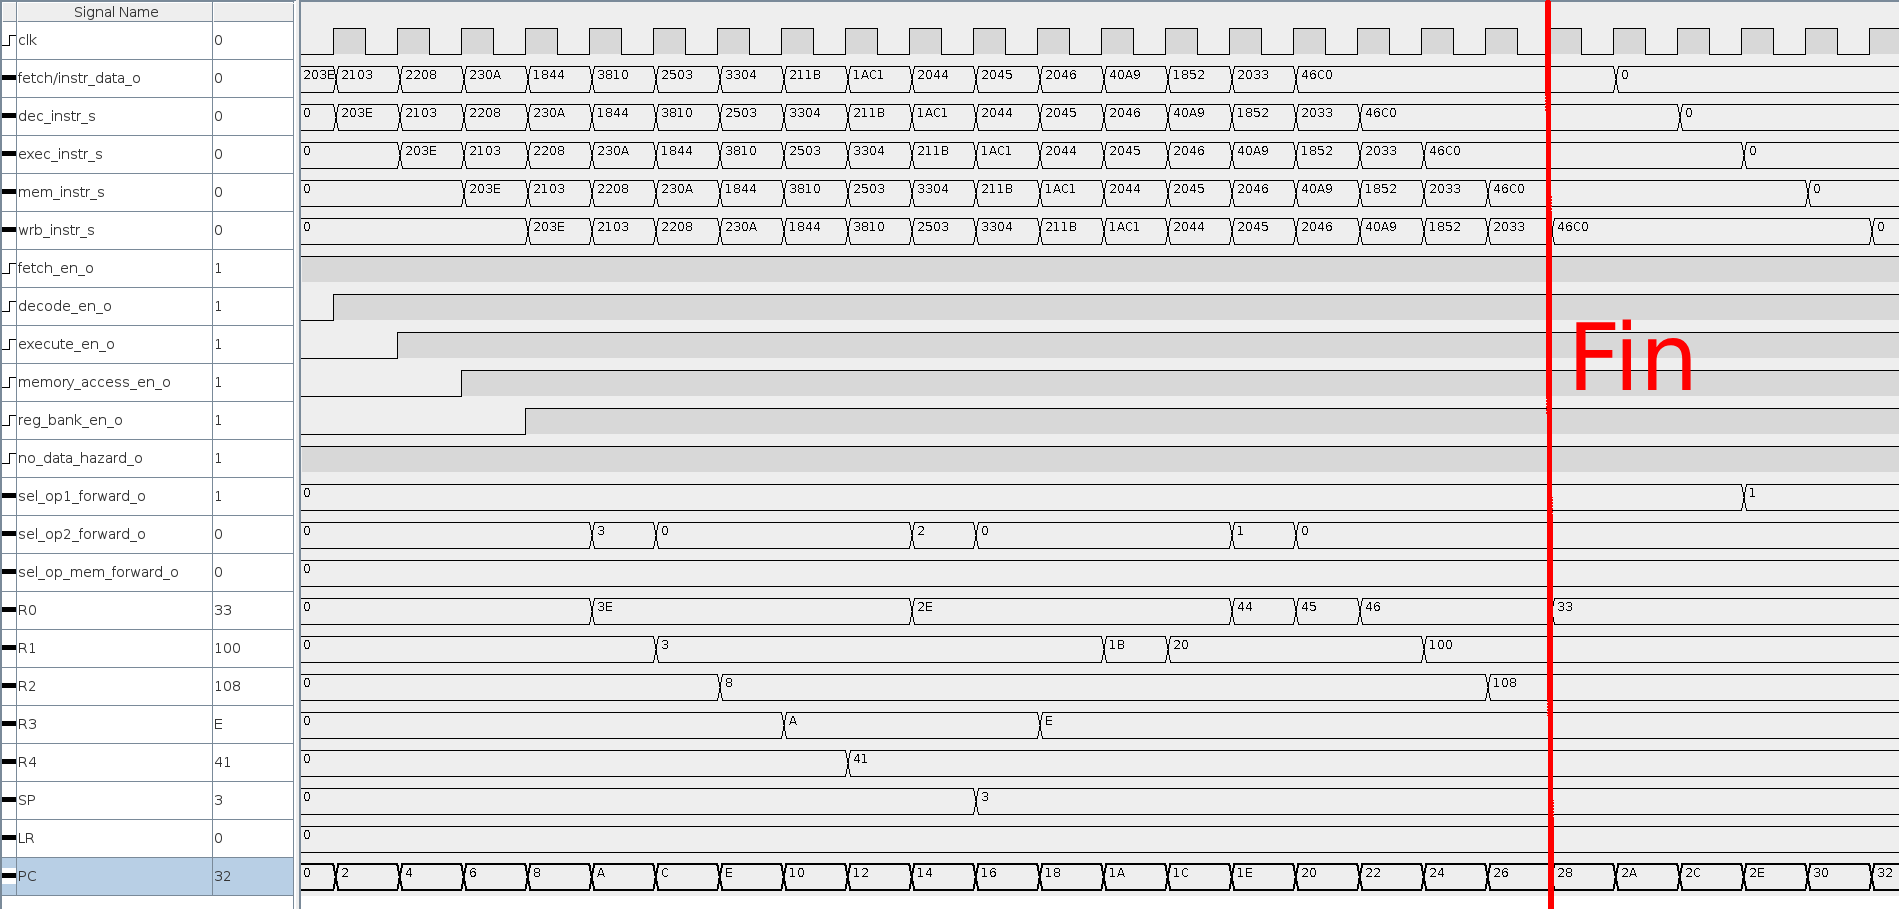 Signal Name
clk 0
fetch/instr_data_o 0 203E 2103 2208 230A 1844 3810 2503 3304 211B 1AC1 2044 2045 2046 40A9 1852 2033 46C0 0
dec_instr_s 0 0 203E 2103 2208 230A 1844 3810 2503 3304 211B 1AC1 2044 2045 2046 40A9 1852 2033 46C0 0
exec_instr_s 0 0 203E 2103 2208 230A 1844 3810 2503 3304 211B 1AC1 2044 2045 2046 40A9 1852 2033 46C0 0
mem_instr_s 0 0 203E 2103 2208 230A 1844 3810 2503 3304 211B 1AC1 2044 2045 2046 40A9 1852 2033 46C0 0
wrb_instr_s 0 0 203E 2103 2208 230A 1844 3810 2503 3304 211B 1AC1 2044 2045 2046 40A9 1852 2033 46C0 0
fetch_en_o 1
decode_en_o 1
execute_en_o 1
Fin
memory_access_en_o 1
reg_bank_en_o 1
no_data_hazard_o 1
sel_op1_forward_o 1 0 1
sel_op2_forward_o 0 0 3 0 2 0 1 0
sel_op_mem_forward_o 0 0
R0 33 0 3E 2E 44 45 46 33
R1 100 0 3 1B 20 100
R2 108 0 8 108
R3 E 0 A E
R4 41 0 41
SP 3 0 3
LR 0 0
PC 32 0 2 4 6 8 A C E 10 12 14 16 18 1A 1C 1E 20 22 24 26 28 2A 2C 2E 30 32